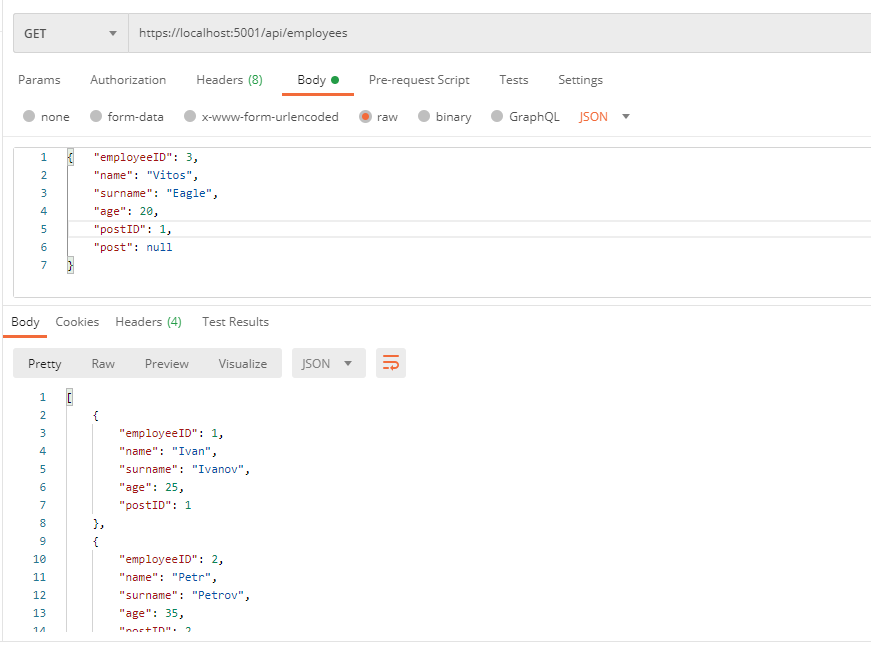 GET https://localhost:5001/api/employees
Params Authorization Headers (8) Body Pre-request Script Tests Settings
none form-data x-www-form-urlencoded raw binary GraphQL JSON
1 { "employeeID": 3,
2 "name": "Vitos",
3 "surname": "Eagle",
4 "age": 20,
5 "postID": 1,
6 "post": null
7 }
Body Cookies Headers (4) Test Results
Pretty Raw Preview Visualize JSON
1 [
2 {
3 "employeeID": 1,
4 "name": "Ivan",
5 "surname": "Ivanov",
6 "age": 25,
7 "postID": 1
8 },
9 {
10 "employeeID": 2,
11 "name": "Petr",
12 "surname": "Petrov",
13 "age": 35,
14 "postID": 2